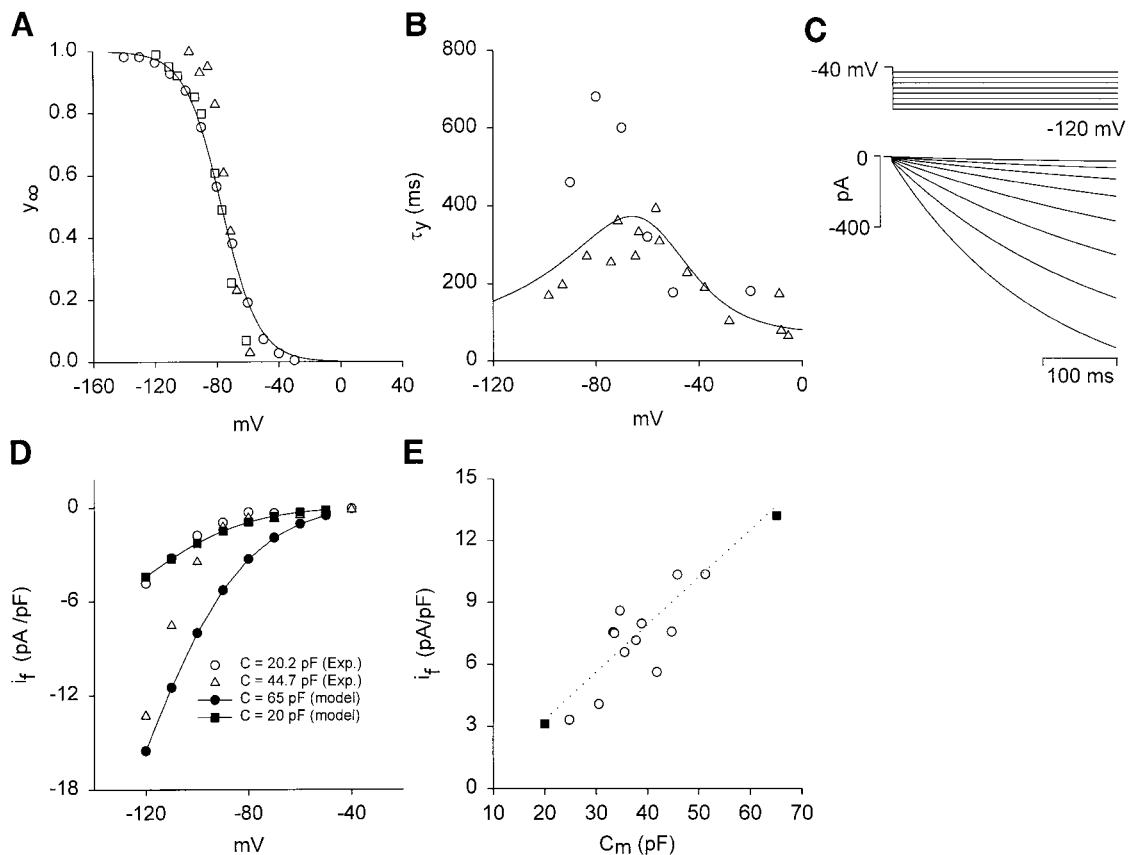 A
1.0
0.8
0.6
0.4
0.2
0.0
y∞
-160 -120 -80 -40 0 40
mV
B
800
600
400
200
0
τy (ms)
-120 -80 -40 0
mV
C
-40 mV
-120 mV
0
pA
-400
100 ms
D
0
-6
-12
-18
if (pA /pF)
C = 20.2 pF (Exp.)
C = 44.7 pF (Exp.)
C = 65 pF (model)
C = 20 pF (model)
-120 -100 -80 -60 -40
mV
E
15
12
9
6
3
0
if (pA/pF)
10 20 30 40 50 60 70
Cm (pF)